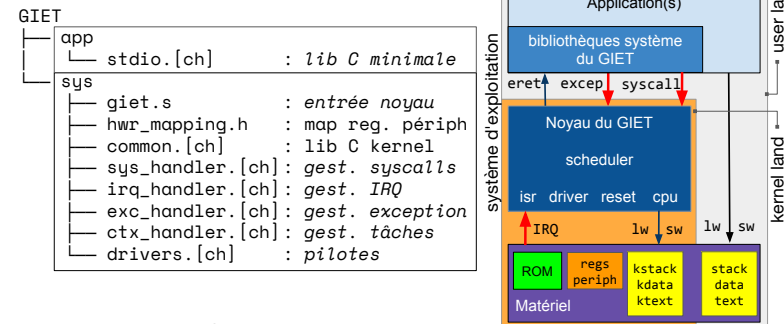 GIET
app
stdio.[ch] : lib C minimale
sys
giet.s : entrée noyau
hwr_mapping.h : map reg. périph
common.[ch] : lib C kernel
sys_handler.[ch]: gest. syscalls
irq_handler.[ch]: gest. IRQ
exc_handler.[ch]: gest. exception
ctx_handler.[ch]: gest. tâches
drivers.[ch] : pilotes
système d'exploitation
Application(s)
bibliothèques système
du GIET
eret excep syscall
Noyau du GIET
scheduler
isr driver reset cpu
IRQ lw sw lw sw
ROM
regs
periph
kstack
kdata
ktext
stack
data
text
Matériel
kernel land
user